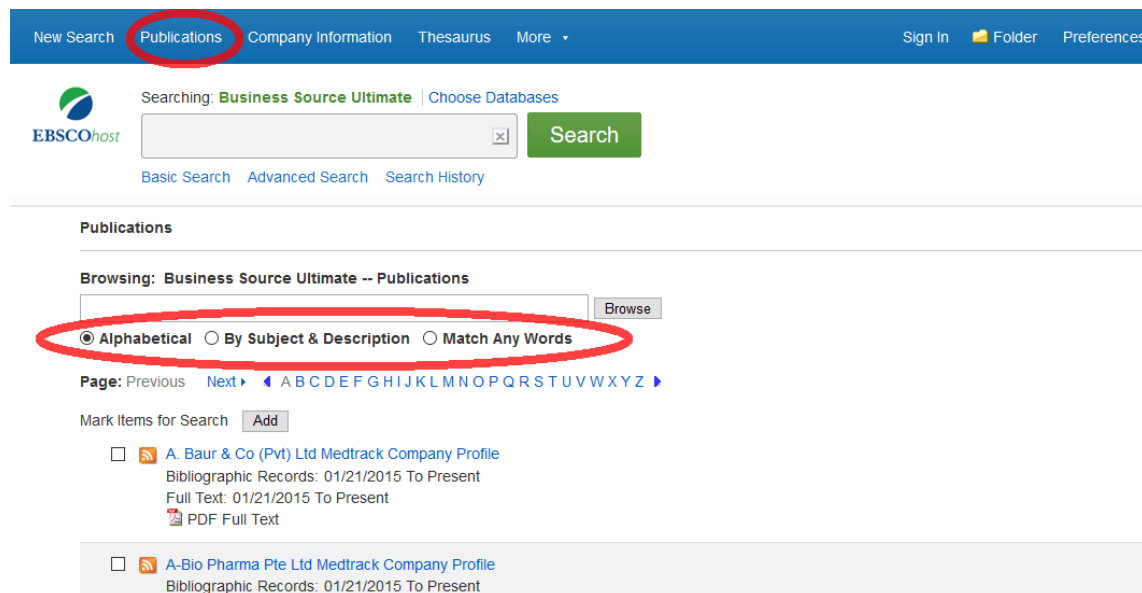 New Search Publications Company Information Thesaurus More Sign In Folder Preferences
Searching: Business Source Ultimate Choose Databases
EBSCOhost
Search
Basic Search Advanced Search Search History
Publications
Browsing: Business Source Ultimate -- Publications
Browse
Alphabetical By Subject & Description Match Any Words
Page: Previous Next A B C D E F G H I J K L M N O P Q R S T U V W X Y Z
Mark Items for Search Add
A. Baur & Co (Pvt) Ltd Medtrack Company Profile
Bibliographic Records: 01/21/2015 To Present
Full Text: 01/21/2015 To Present
PDF Full Text
A-Bio Pharma Pte Ltd Medtrack Company Profile
Bibliographic Records: 01/21/2015 To Present